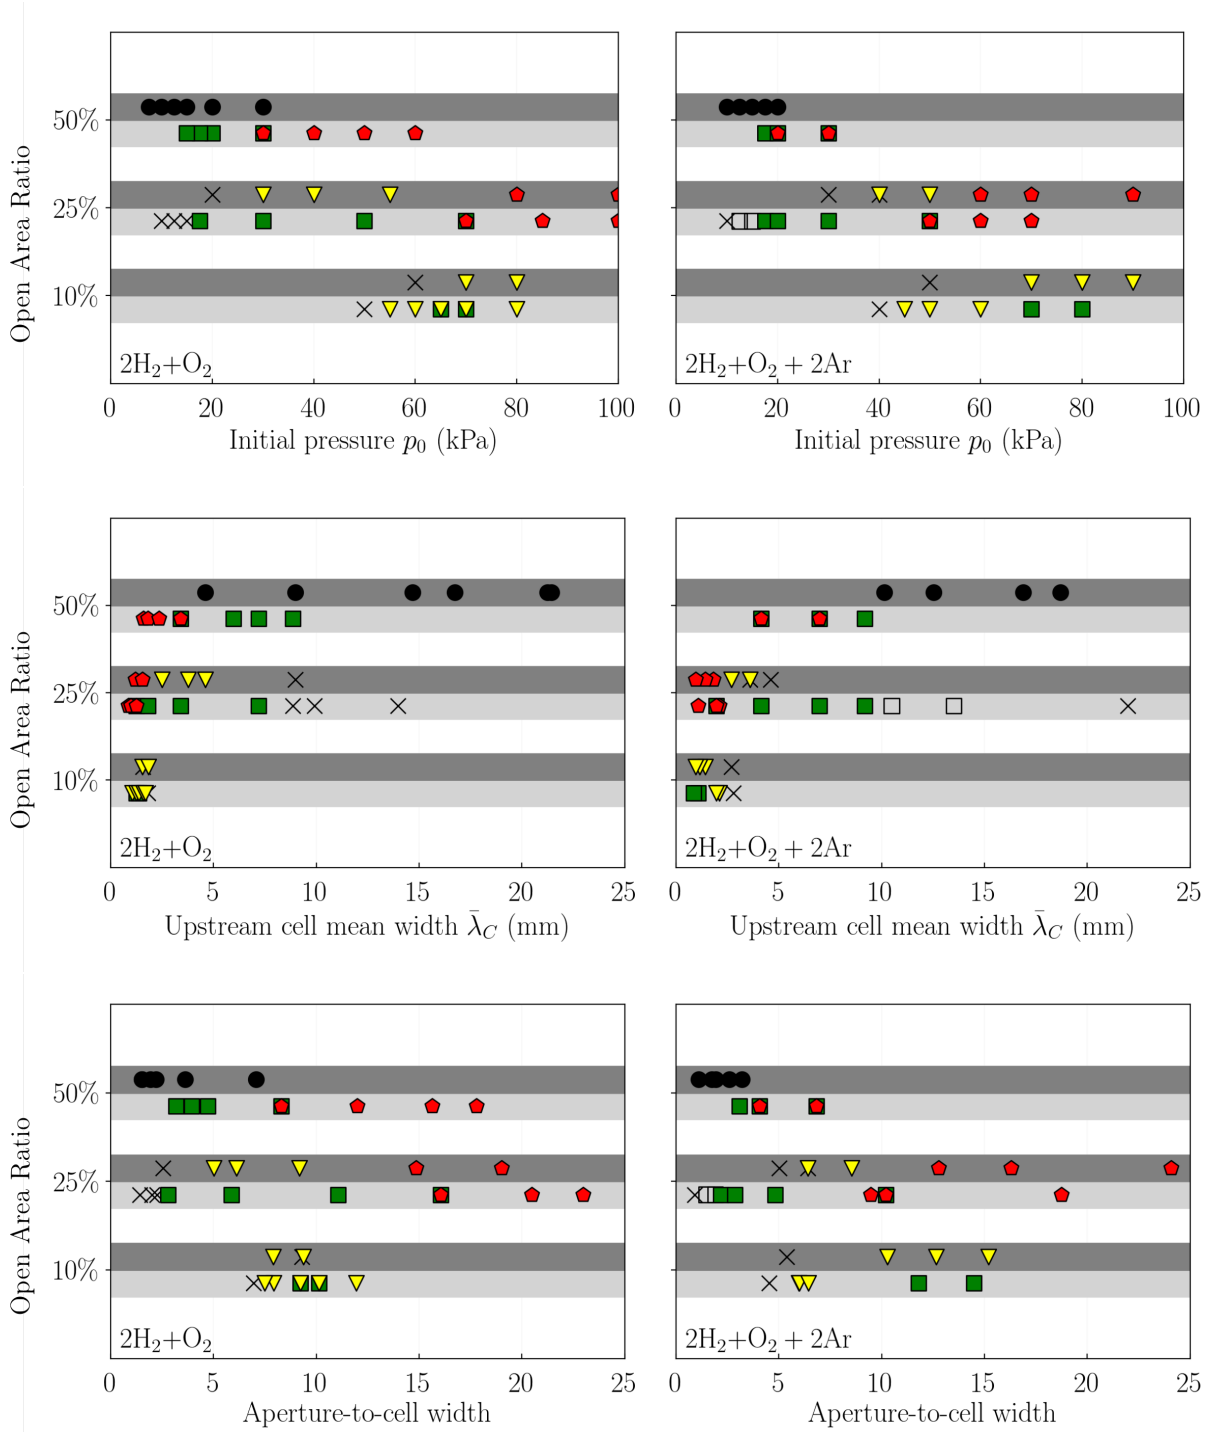 Open Area Ratio
50%
25%
10%
2H₂+O₂
0 20 40 60 80 100
Initial pressure p₀ (kPa)
2H₂+O₂ + 2Ar
0 20 40 60 80 100
Initial pressure p₀ (kPa)
Open Area Ratio
50%
25%
10%
2H₂+O₂
0 5 10 15 20 25
Upstream cell mean width λ̄_C (mm)
2H₂+O₂ + 2Ar
0 5 10 15 20 25
Upstream cell mean width λ̄_C (mm)
Open Area Ratio
50%
25%
10%
2H₂+O₂
0 5 10 15 20 25
Aperture-to-cell width
2H₂+O₂ + 2Ar
0 5 10 15 20 25
Aperture-to-cell width